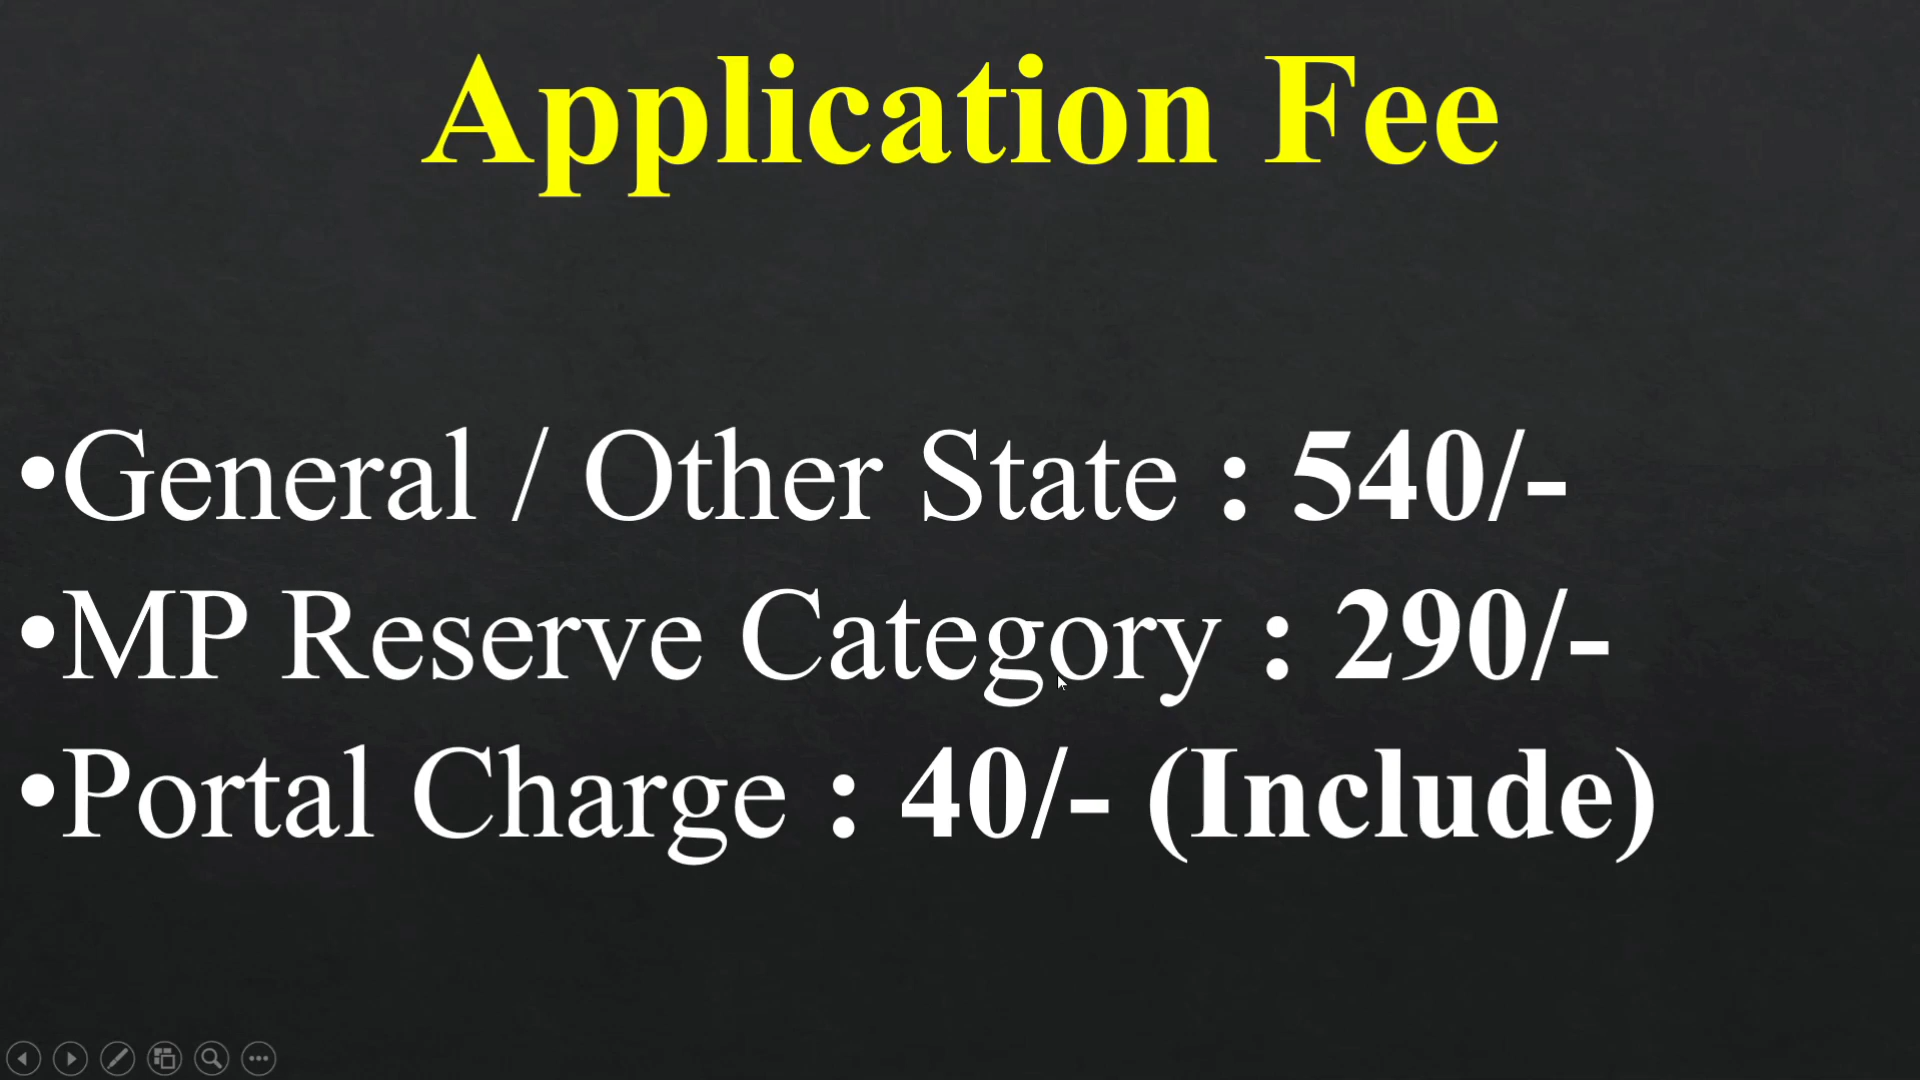 Application Fee
•General / Other State : 540/-
•MP Reserve Category : 290/-
•Portal Charge : 40/- (Include)